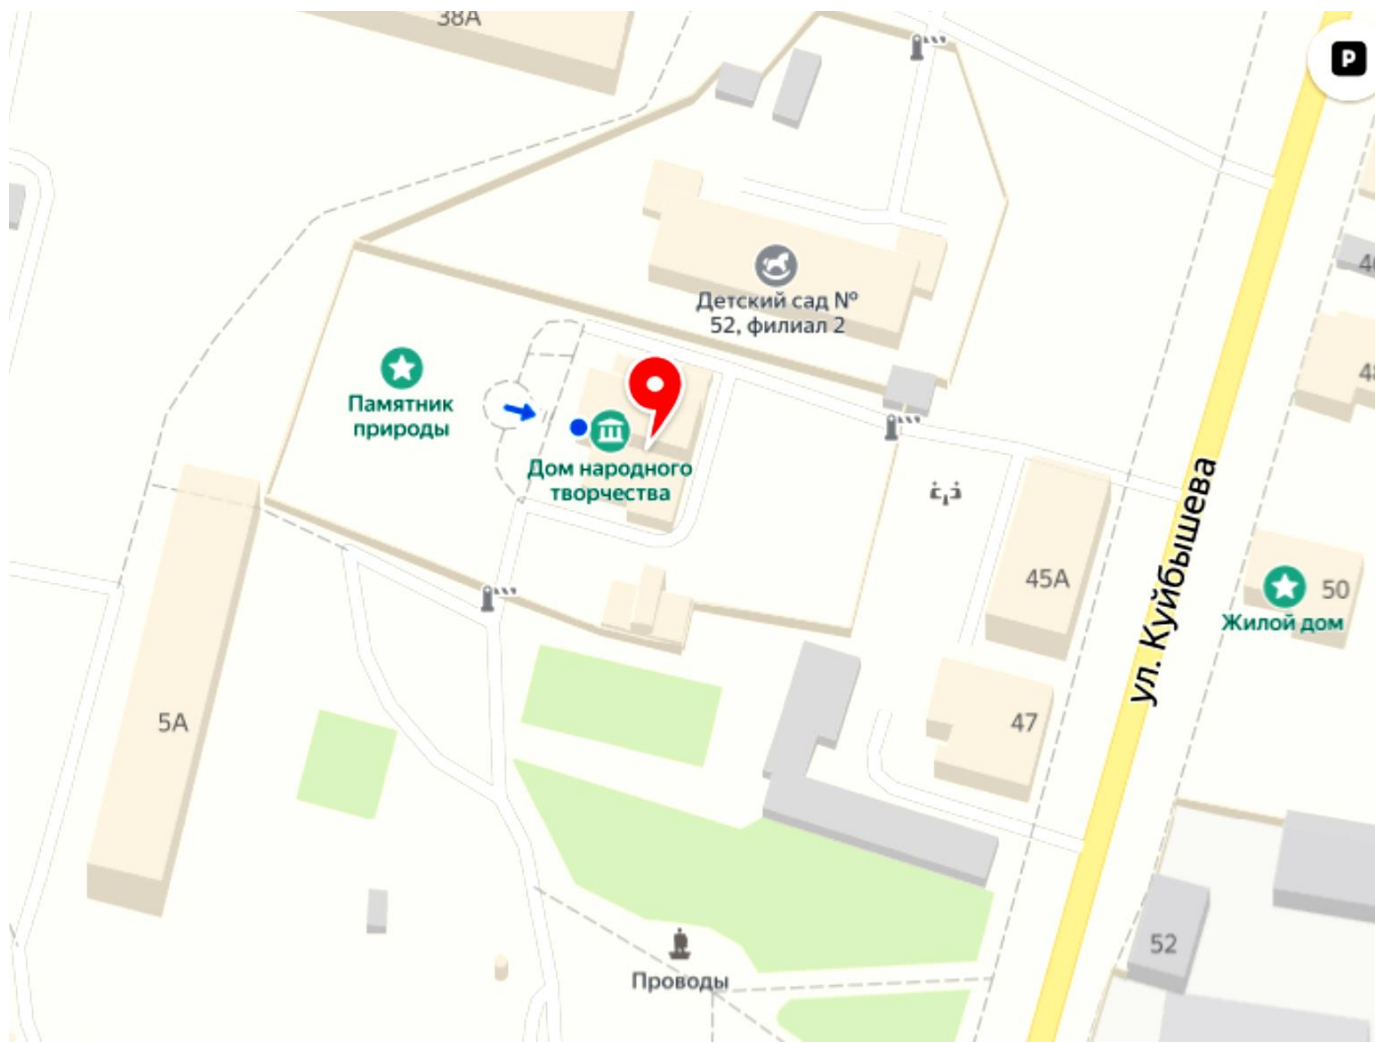 38А
P
Детский сад №
52, филиал 2
Памятник
природы
Дом народного
творчества
ул. Куйбышева
45А
50
Жилой дом
5А
47
52
Проводы